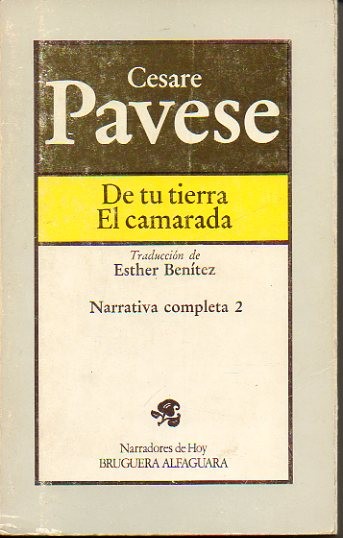 Cesare
Pavese
De tu tierra
El camarada
Traducción de
Esther Benítez
Narrativa completa 2
Narradores de Hoy
BRUGUERA ALFAGUARA